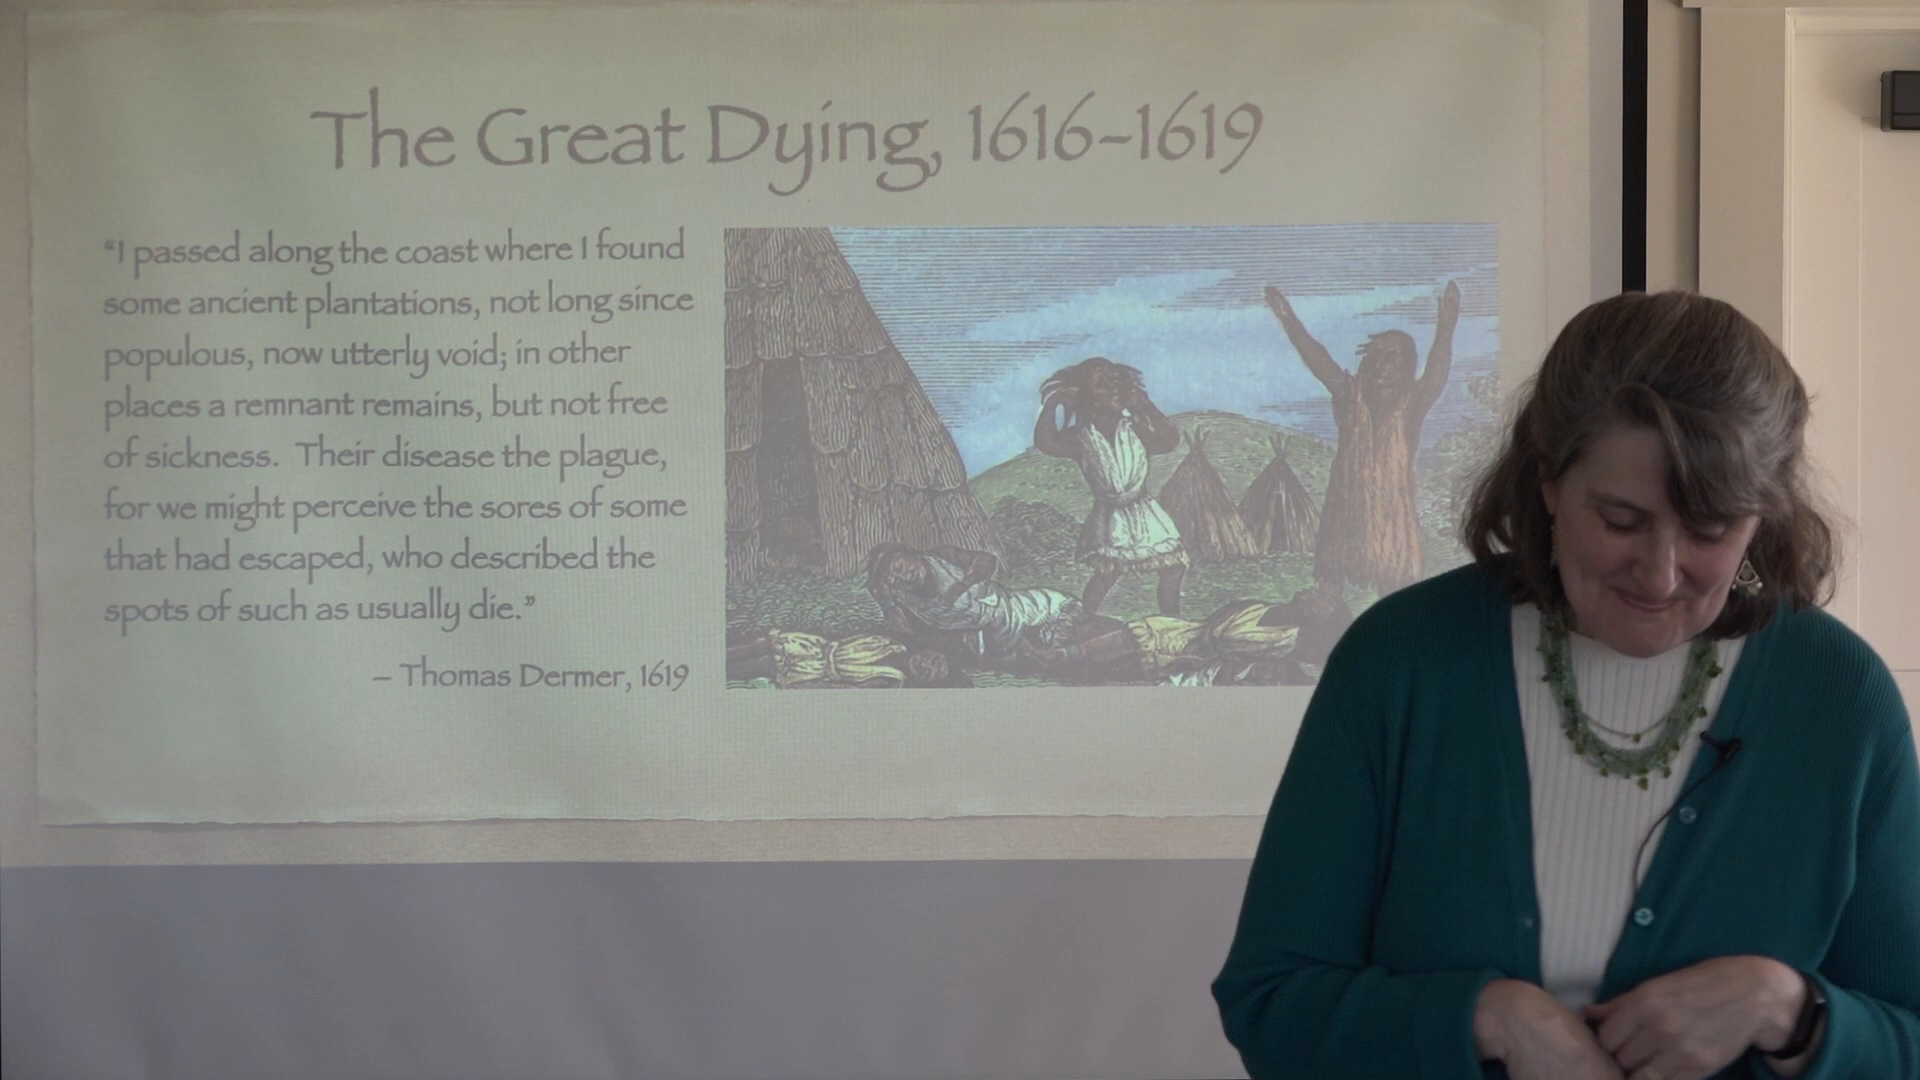 The Great Dying, 1616–1619
“I passed along the coast where I found
some ancient plantations, not long since
populous, now utterly void; in other
places a remnant remains, but not free
of sickness. Their disease the plague,
for we might perceive the sores of some
that had escaped, who described the
spots of such as usually die.”
– Thomas Dermer, 1619